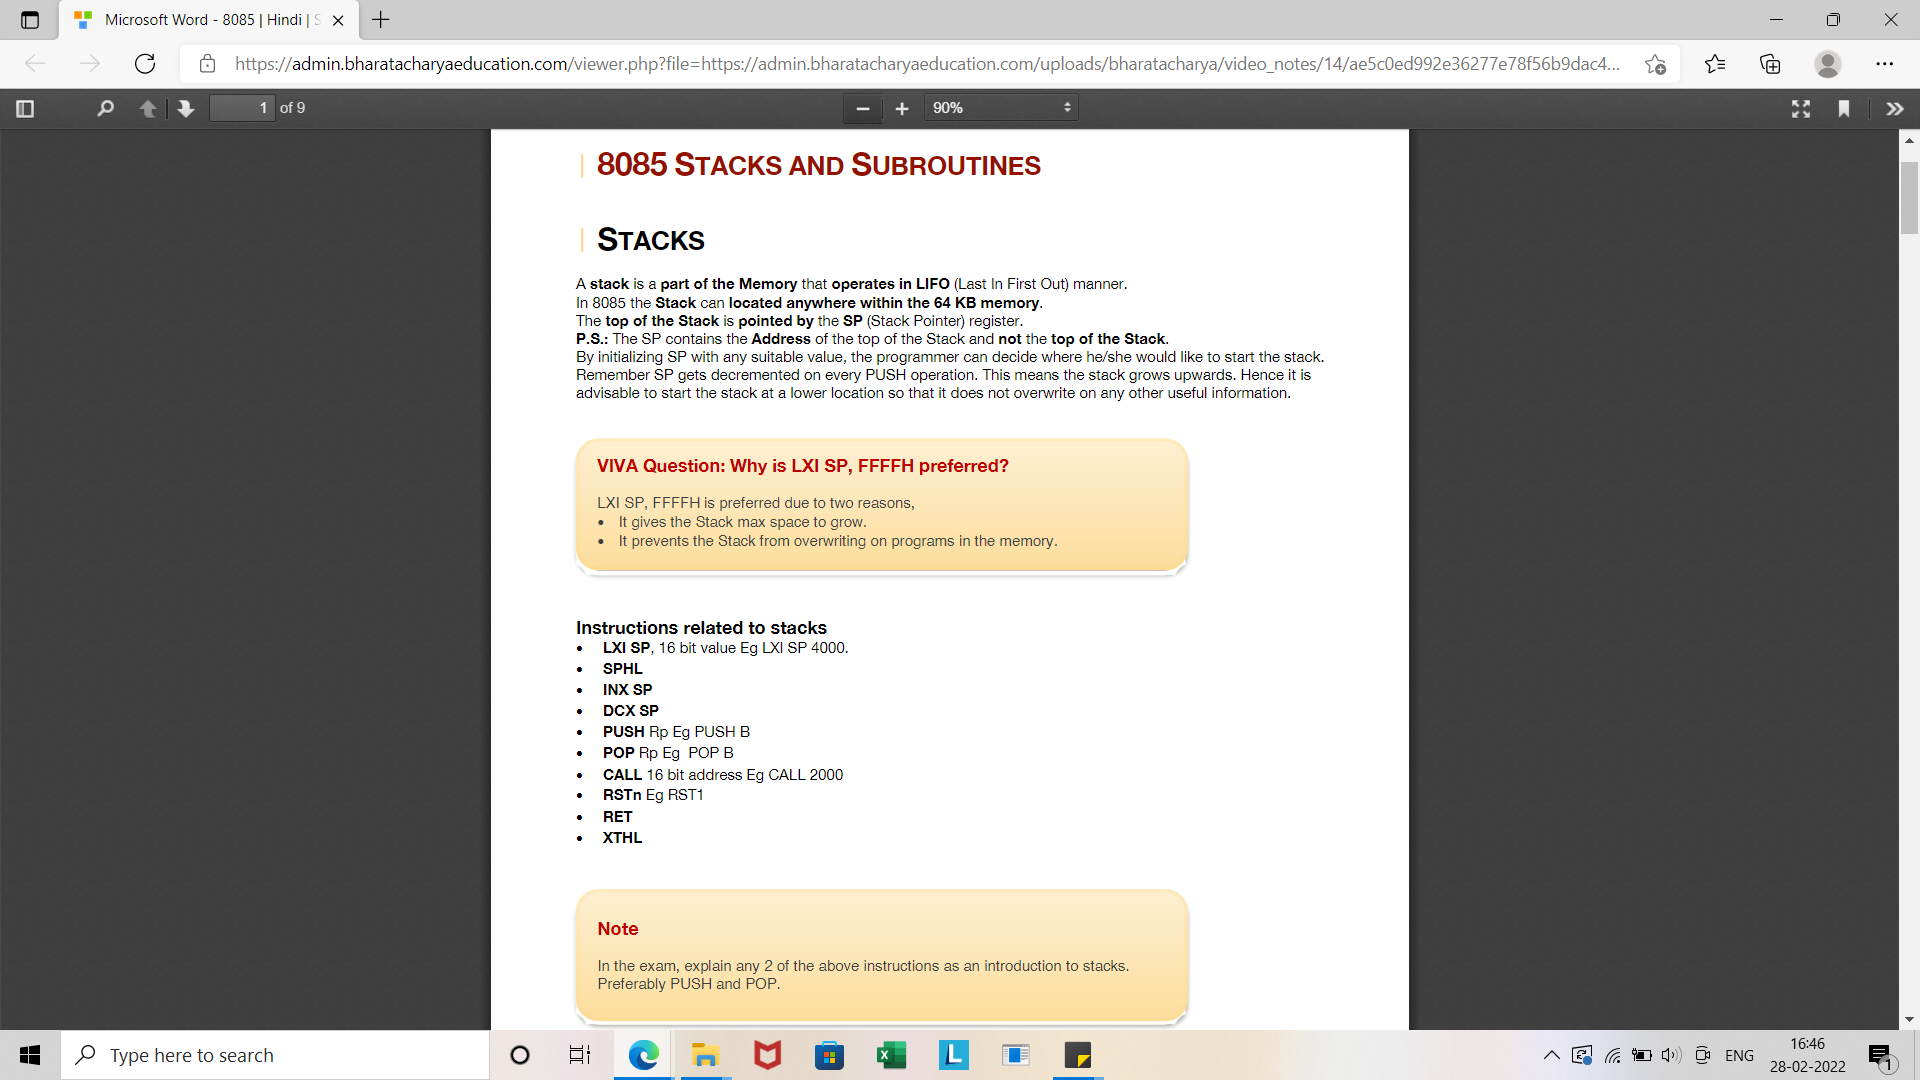 Microsoft Word - 8085 | Hindi | S
https://admin.bharatacharyaeducation.com/viewer.php?file=https://admin.bharatacharyaeducation.com/uploads/bharatacharya/video_notes/14/ae5c0ed992e36277e78f56b9dac4...
1 of 9
90%
8085 STACKS AND SUBROUTINES
STACKS
A stack is a part of the Memory that operates in LIFO (Last In First Out) manner.
In 8085 the Stack can located anywhere within the 64 KB memory.
The top of the Stack is pointed by the SP (Stack Pointer) register.
P.S.: The SP contains the Address of the top of the Stack and not the top of the Stack.
By initializing SP with any suitable value, the programmer can decide where he/she would like to start the stack.
Remember SP gets decremented on every PUSH operation. This means the stack grows upwards. Hence it is
advisable to start the stack at a lower location so that it does not overwrite on any other useful information.
VIVA Question: Why is LXI SP, FFFFH preferred?
LXI SP, FFFFH is preferred due to two reasons,
• It gives the Stack max space to grow.
• It prevents the Stack from overwriting on programs in the memory.
Instructions related to stacks
• LXI SP, 16 bit value Eg LXI SP 4000.
• SPHL
• INX SP
• DCX SP
• PUSH Rp Eg PUSH B
• POP Rp Eg POP B
• CALL 16 bit address Eg CALL 2000
• RSTn Eg RST1
• RET
• XTHL
Note
In the exam, explain any 2 of the above instructions as an introduction to stacks.
Preferably PUSH and POP.
Type here to search
L
ENG
16:46
28-02-2022
1